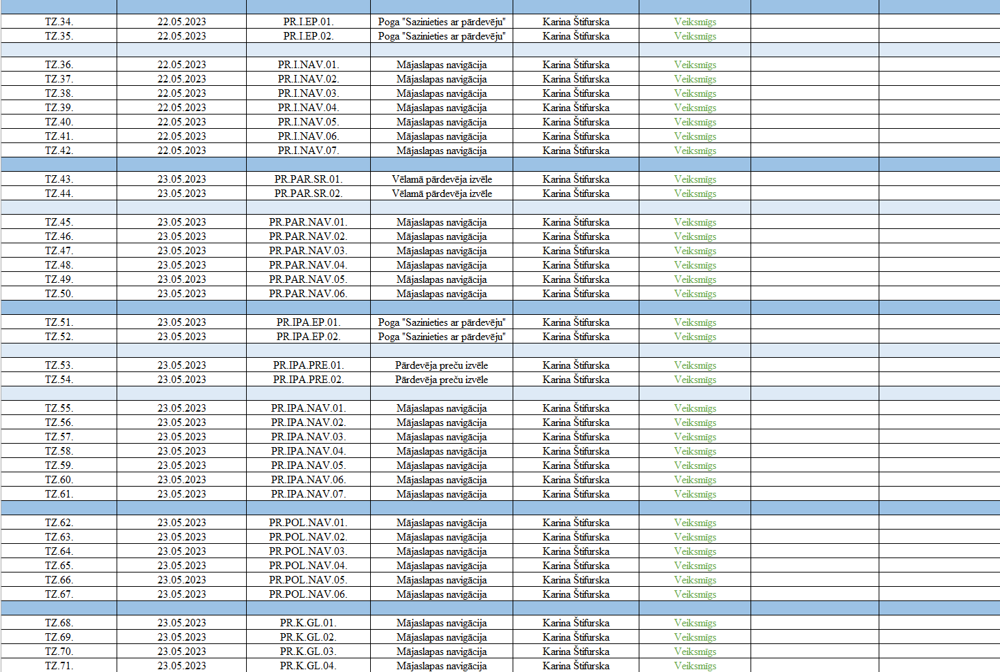 TZ.34. 22.05.2023 PR.I.EP.01. Poga "Sazinieties ar pārdevēju" Karina Štifurska Veiksmīgs
TZ.35. 22.05.2023 PR.I.EP.02. Poga "Sazinieties ar pārdevēju" Karina Štifurska Veiksmīgs
TZ.36. 22.05.2023 PR.I.NAV.01. Mājaslapas navigācija Karina Štifurska Veiksmīgs
TZ.37. 22.05.2023 PR.I.NAV.02. Mājaslapas navigācija Karina Štifurska Veiksmīgs
TZ.38. 22.05.2023 PR.I.NAV.03. Mājaslapas navigācija Karina Štifurska Veiksmīgs
TZ.39. 22.05.2023 PR.I.NAV.04. Mājaslapas navigācija Karina Štifurska Veiksmīgs
TZ.40. 22.05.2023 PR.I.NAV.05. Mājaslapas navigācija Karina Štifurska Veiksmīgs
TZ.41. 22.05.2023 PR.I.NAV.06. Mājaslapas navigācija Karina Štifurska Veiksmīgs
TZ.42. 22.05.2023 PR.I.NAV.07. Mājaslapas navigācija Karina Štifurska Veiksmīgs
TZ.43. 23.05.2023 PR.PAR.SR.01. Vēlamā pārdevēja izvēle Karina Štifurska Veiksmīgs
TZ.44. 23.05.2023 PR.PAR.SR.02. Vēlamā pārdevēja izvēle Karina Štifurska Veiksmīgs
TZ.45. 23.05.2023 PR.PAR.NAV.01. Mājaslapas navigācija Karina Štifurska Veiksmīgs
TZ.46. 23.05.2023 PR.PAR.NAV.02. Mājaslapas navigācija Karina Štifurska Veiksmīgs
TZ.47. 23.05.2023 PR.PAR.NAV.03. Mājaslapas navigācija Karina Štifurska Veiksmīgs
TZ.48. 23.05.2023 PR.PAR.NAV.04. Mājaslapas navigācija Karina Štifurska Veiksmīgs
TZ.49. 23.05.2023 PR.PAR.NAV.05. Mājaslapas navigācija Karina Štifurska Veiksmīgs
TZ.50. 23.05.2023 PR.PAR.NAV.06. Mājaslapas navigācija Karina Štifurska Veiksmīgs
TZ.51. 23.05.2023 PR.IPA.EP.01. Poga "Sazinieties ar pārdevēju" Karina Štifurska Veiksmīgs
TZ.52. 23.05.2023 PR.IPA.EP.02. Poga "Sazinieties ar pārdevēju" Karina Štifurska Veiksmīgs
TZ.53. 23.05.2023 PR.IPA.PRE.01. Pārdevēja preču izvēle Karina Štifurska Veiksmīgs
TZ.54. 23.05.2023 PR.IPA.PRE.02. Pārdevēja preču izvēle Karina Štifurska Veiksmīgs
TZ.55. 23.05.2023 PR.IPA.NAV.01. Mājaslapas navigācija Karina Štifurska Veiksmīgs
TZ.56. 23.05.2023 PR.IPA.NAV.02. Mājaslapas navigācija Karina Štifurska Veiksmīgs
TZ.57. 23.05.2023 PR.IPA.NAV.03. Mājaslapas navigācija Karina Štifurska Veiksmīgs
TZ.58. 23.05.2023 PR.IPA.NAV.04. Mājaslapas navigācija Karina Štifurska Veiksmīgs
TZ.59. 23.05.2023 PR.IPA.NAV.05. Mājaslapas navigācija Karina Štifurska Veiksmīgs
TZ.60. 23.05.2023 PR.IPA.NAV.06. Mājaslapas navigācija Karina Štifurska Veiksmīgs
TZ.61. 23.05.2023 PR.IPA.NAV.07. Mājaslapas navigācija Karina Štifurska Veiksmīgs
TZ.62. 23.05.2023 PR.POL.NAV.01. Mājaslapas navigācija Karina Štifurska Veiksmīgs
TZ.63. 23.05.2023 PR.POL.NAV.02. Mājaslapas navigācija Karina Štifurska Veiksmīgs
TZ.64. 23.05.2023 PR.POL.NAV.03. Mājaslapas navigācija Karina Štifurska Veiksmīgs
TZ.65. 23.05.2023 PR.POL.NAV.04. Mājaslapas navigācija Karina Štifurska Veiksmīgs
TZ.66. 23.05.2023 PR.POL.NAV.05. Mājaslapas navigācija Karina Štifurska Veiksmīgs
TZ.67. 23.05.2023 PR.POL.NAV.06. Mājaslapas navigācija Karina Štifurska Veiksmīgs
TZ.68. 23.05.2023 PR.K.GL.01. Mājaslapas navigācija Karina Štifurska Veiksmīgs
TZ.69. 23.05.2023 PR.K.GL.02. Mājaslapas navigācija Karina Štifurska Veiksmīgs
TZ.70. 23.05.2023 PR.K.GL.03. Mājaslapas navigācija Karina Štifurska Veiksmīgs
TZ.71. 23.05.2023 PR.K.GL.04. Mājaslapas navigācija Karina Štifurska Veiksmīgs